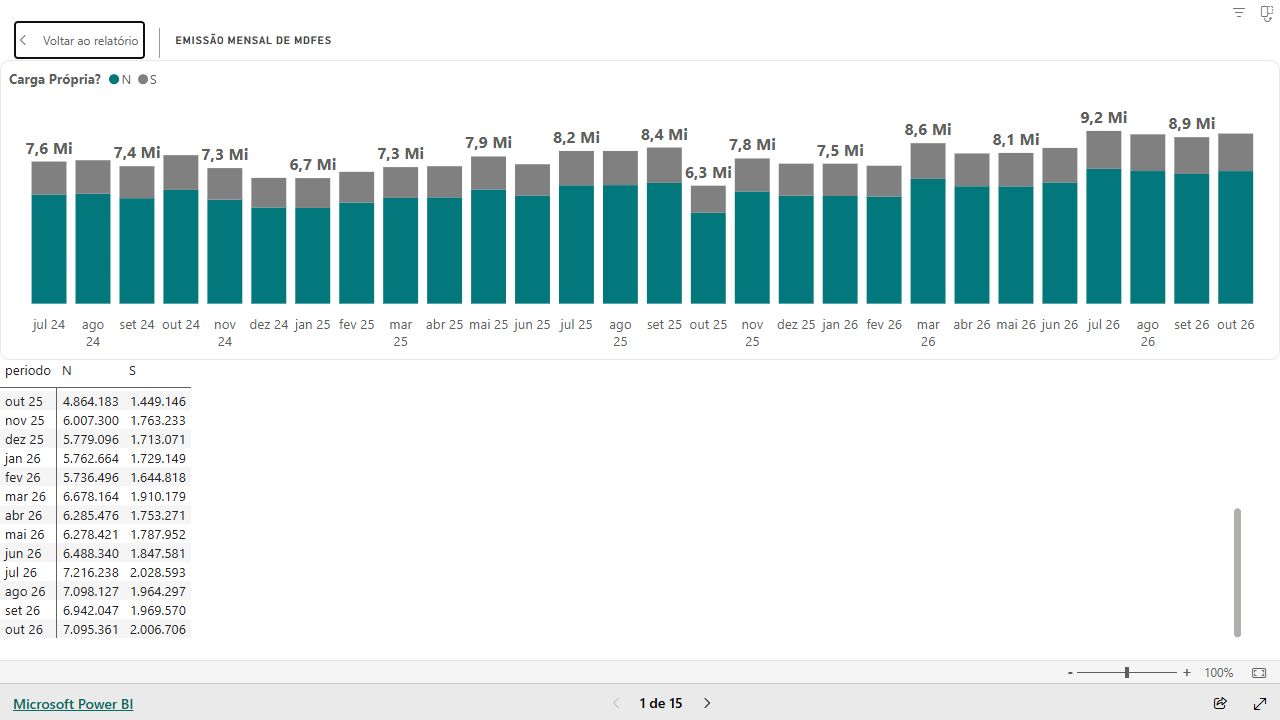 Voltar ao relatório
EMISSÃO MENSAL DE MDFES
Carga Própria? N S
7,6 Mi 7,4 Mi 7,3 Mi 6,7 Mi 7,3 Mi 7,9 Mi 8,2 Mi 8,4 Mi 6,3 Mi 7,8 Mi 7,5 Mi 8,6 Mi 8,1 Mi 9,2 Mi 8,9 Mi
jul 24 ago 24 set 24 out 24 nov 24 dez 24 jan 25 fev 25 mar 25 abr 25 mai 25 jun 25 jul 25 ago 25 set 25 out 25 nov 25 dez 25 jan 26 fev 26 mar 26 abr 26 mai 26 jun 26 jul 26 ago 26 set 26 out 26
periodo N S
out 25 4.864.183 1.449.146
nov 25 6.007.300 1.763.233
dez 25 5.779.096 1.713.071
jan 26 5.762.664 1.729.149
fev 26 5.736.496 1.644.818
mar 26 6.678.164 1.910.179
abr 26 6.285.476 1.753.271
mai 26 6.278.421 1.787.952
jun 26 6.488.340 1.847.581
jul 26 7.216.238 2.028.593
ago 26 7.098.127 1.964.297
set 26 6.942.047 1.969.570
out 26 7.095.361 2.006.706
- + 100%
Microsoft Power BI
1 de 15